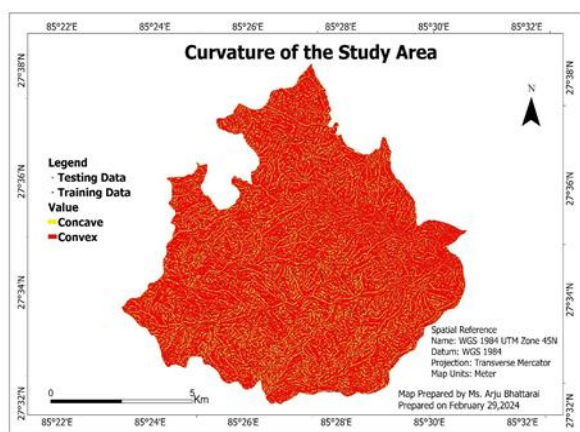 85°22'E 85°24'E 85°26'E 85°28'E 85°30'E 85°32'E
Curvature of the Study Area
27°38'N
27°36'N
27°34'N
27°32'N
27°38'N
27°36'N
27°34'N
27°32'N
N
Legend
Testing Data
Training Data
Value
Concave
Convex
Spatial Reference
Name: WGS 1984 UTM Zone 45N
Datum: WGS 1984
Projection: Transverse Mercator
Map Units: Meter
0 5
Km
Map Prepared by Ms. Arju Bhattarai
Prepared on February 29,2024
85°22'E 85°24'E 85°26'E 85°28'E 85°30'E 85°32'E